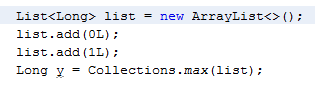 List<Long> list = new ArrayList<>();
list.add(0L);
list.add(1L);
Long y = Collections.max(list);